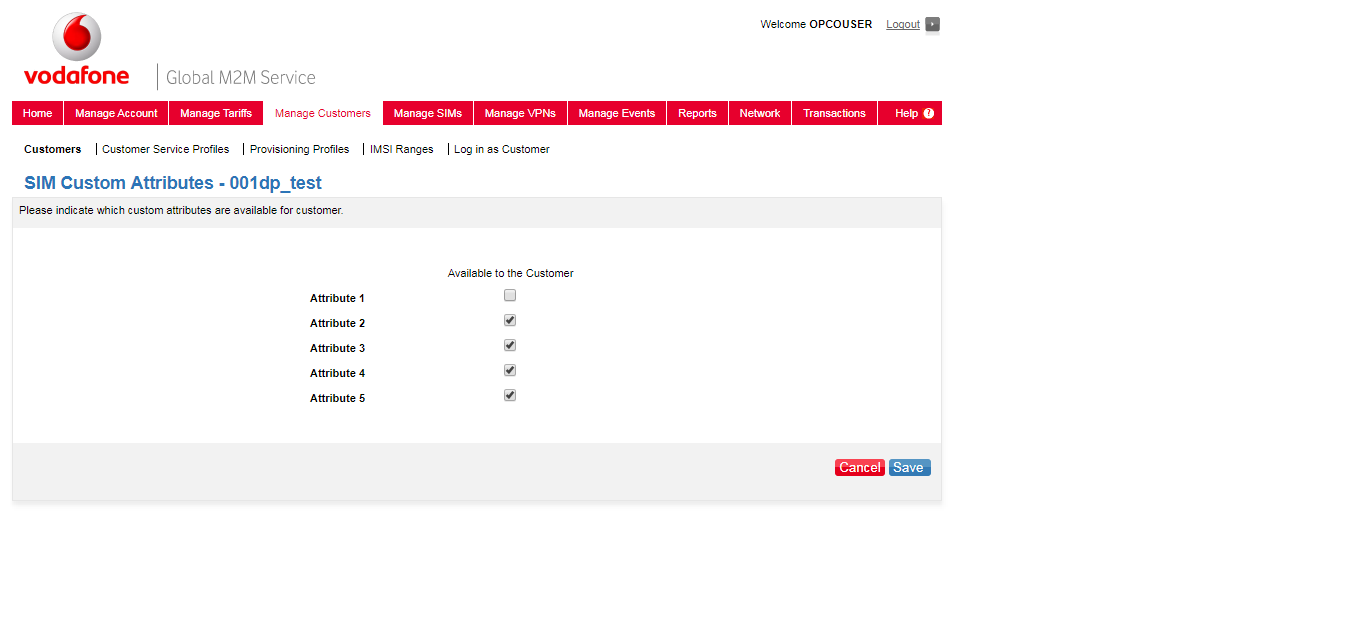 Welcome OPCOUSER Logout
vodafone Global M2M Service
Home Manage Account Manage Tariffs Manage Customers Manage SIMs Manage VPNs Manage Events Reports Network Transactions Help ?
Customers Customer Service Profiles Provisioning Profiles IMSI Ranges Log in as Customer
SIM Custom Attributes - 001dp_test
Please indicate which custom attributes are available for customer.
Available to the Customer
Attribute 1
Attribute 2
Attribute 3
Attribute 4
Attribute 5
Cancel Save